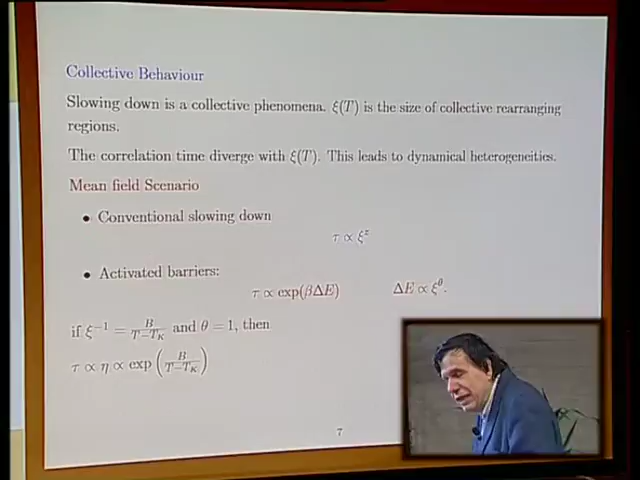 Collective Behaviour
Slowing down is a collective phenomena. ξ(T) is the size of collective rearranging
regions.
The correlation time diverge with ξ(T). This leads to dynamical heterogeneities.
Mean field Scenario
• Conventional slowing down
τ ∝ ξ^z
• Activated barriers:
τ ∝ exp(βΔE) ΔE ∝ ξ^θ.
if ξ^{-1} = B/(T−T_K) and θ = 1, then
τ ∝ η ∝ exp(B/(T−T_K))
7